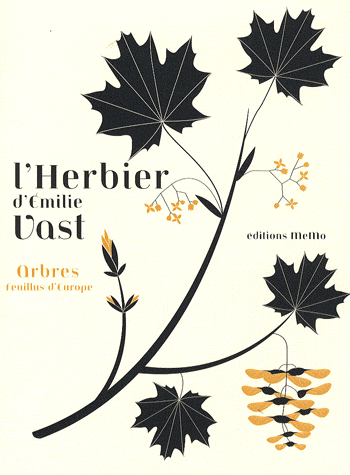 l'Herbier
d'Émilie
Vast
éditions MeMo
Arbres
feuillus d'Europe